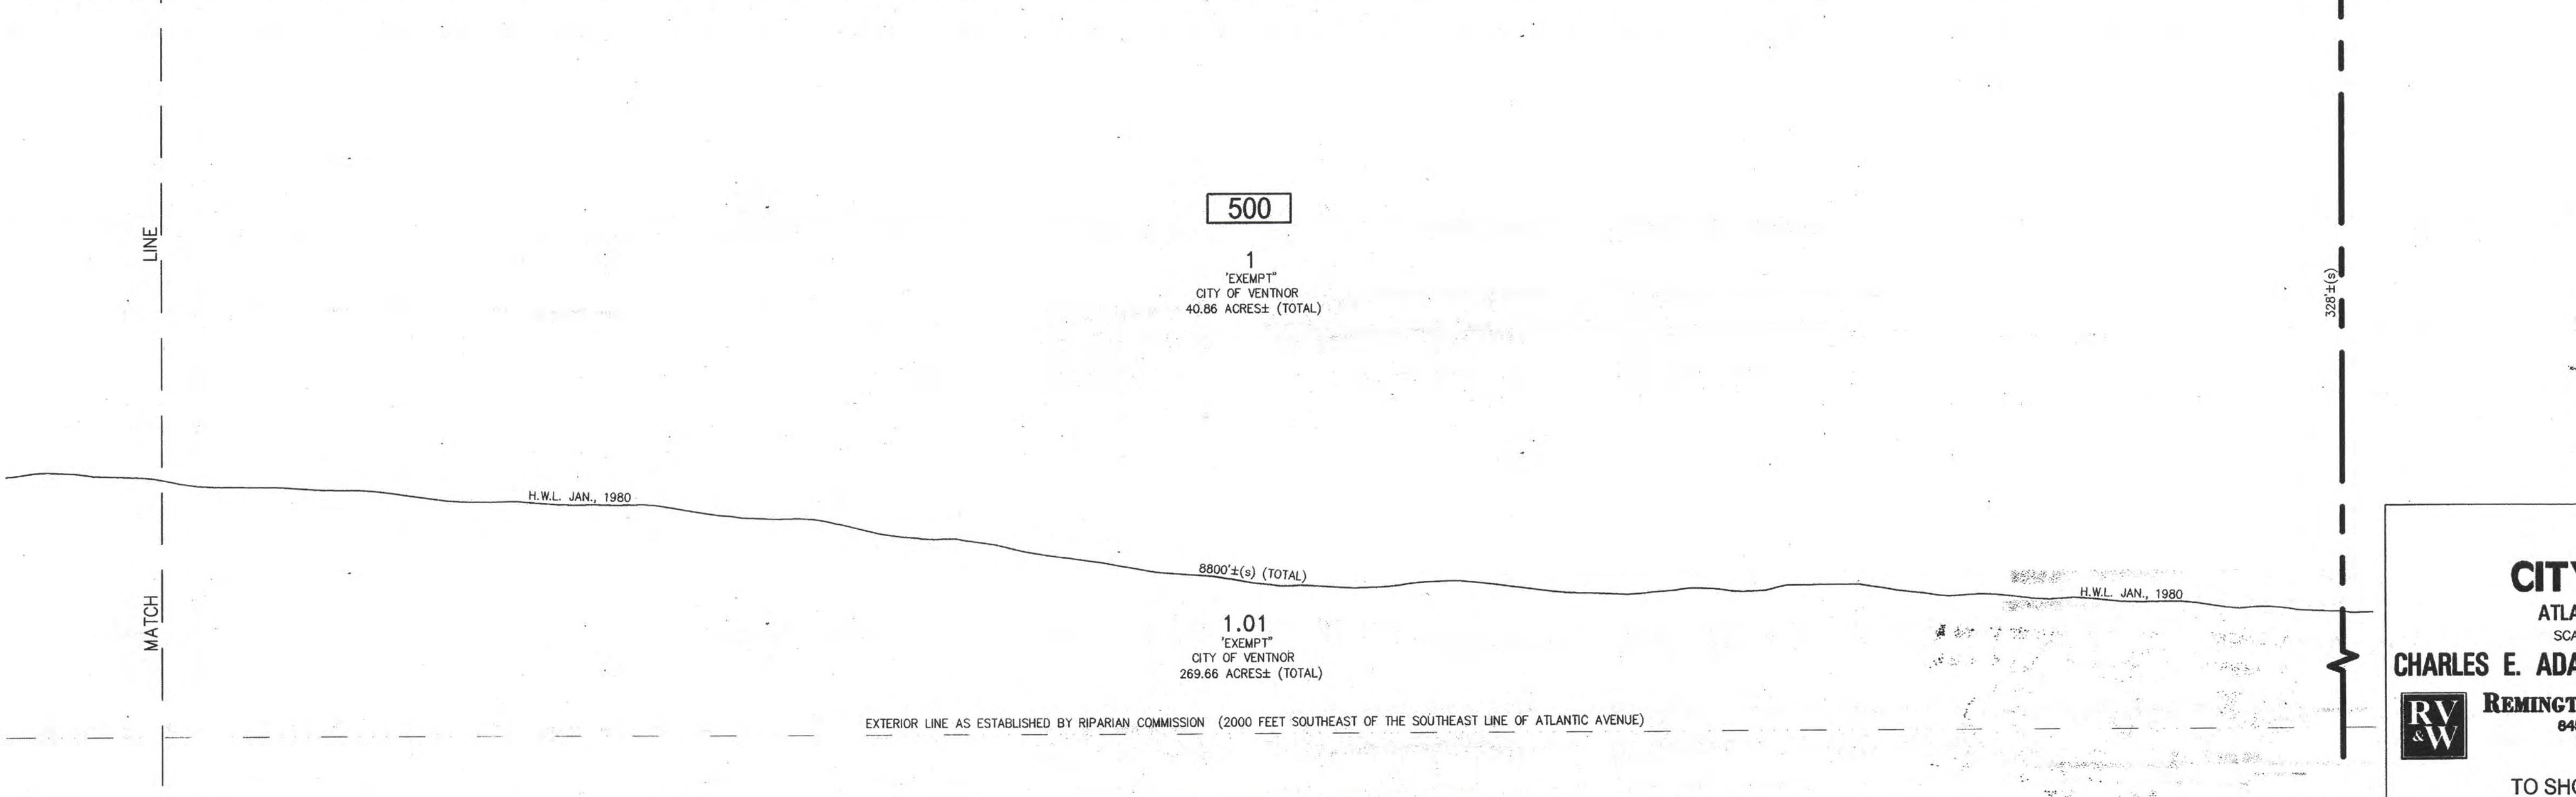 LINE
500
1
'EXEMPT"
CITY OF VENTNOR
40.86 ACRES± (TOTAL)
328'±(s)
H.W.L. JAN., 1980
8800'±(s) (TOTAL)
H.W.L. JAN., 1980
MATCH
1.01
'EXEMPT"
CITY OF VENTNOR
269.66 ACRES± (TOTAL)
EXTERIOR LINE AS ESTABLISHED BY RIPARIAN COMMISSION (2000 FEET SOUTHEAST OF THE SOUTHEAST LINE OF ATLANTIC AVENUE)
CITY
ATLA
SCA
CHARLES E. ADA
RV
&W
REMINGT
84
TO SHO